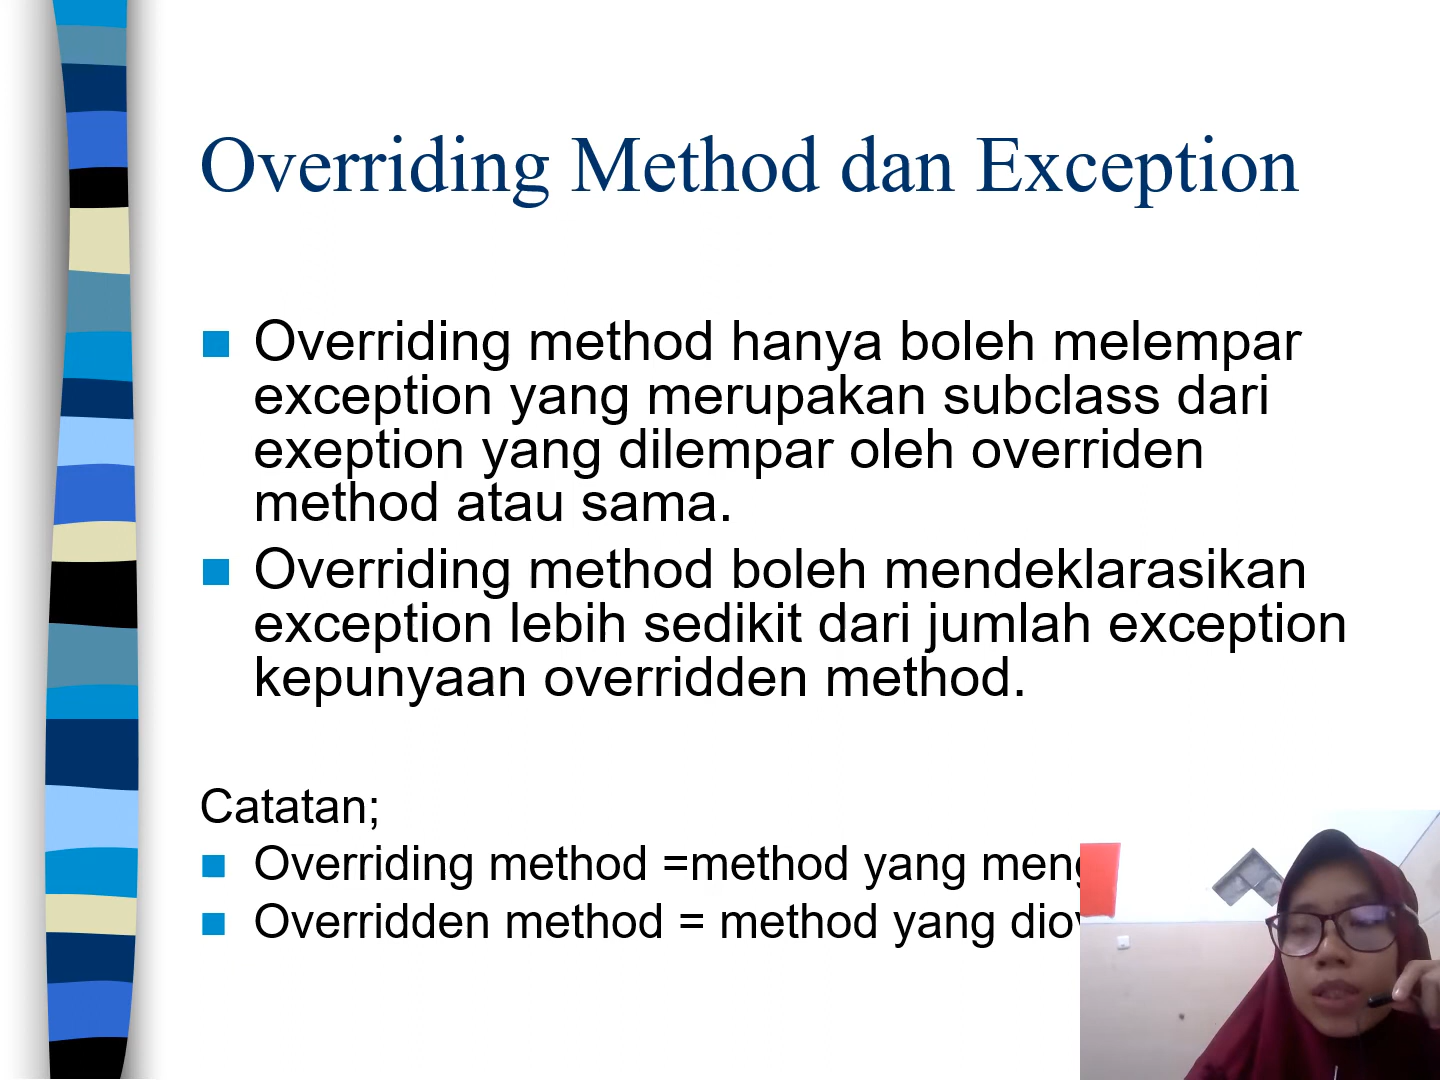 Overriding Method dan Exception
Overriding method hanya boleh melempar
exception yang merupakan subclass dari
exeption yang dilempar oleh overriden
method atau sama.
Overriding method boleh mendeklarasikan
exception lebih sedikit dari jumlah exception
kepunyaan overridden method.
Catatan;
Overriding method =method yang
Overridden method = method yang